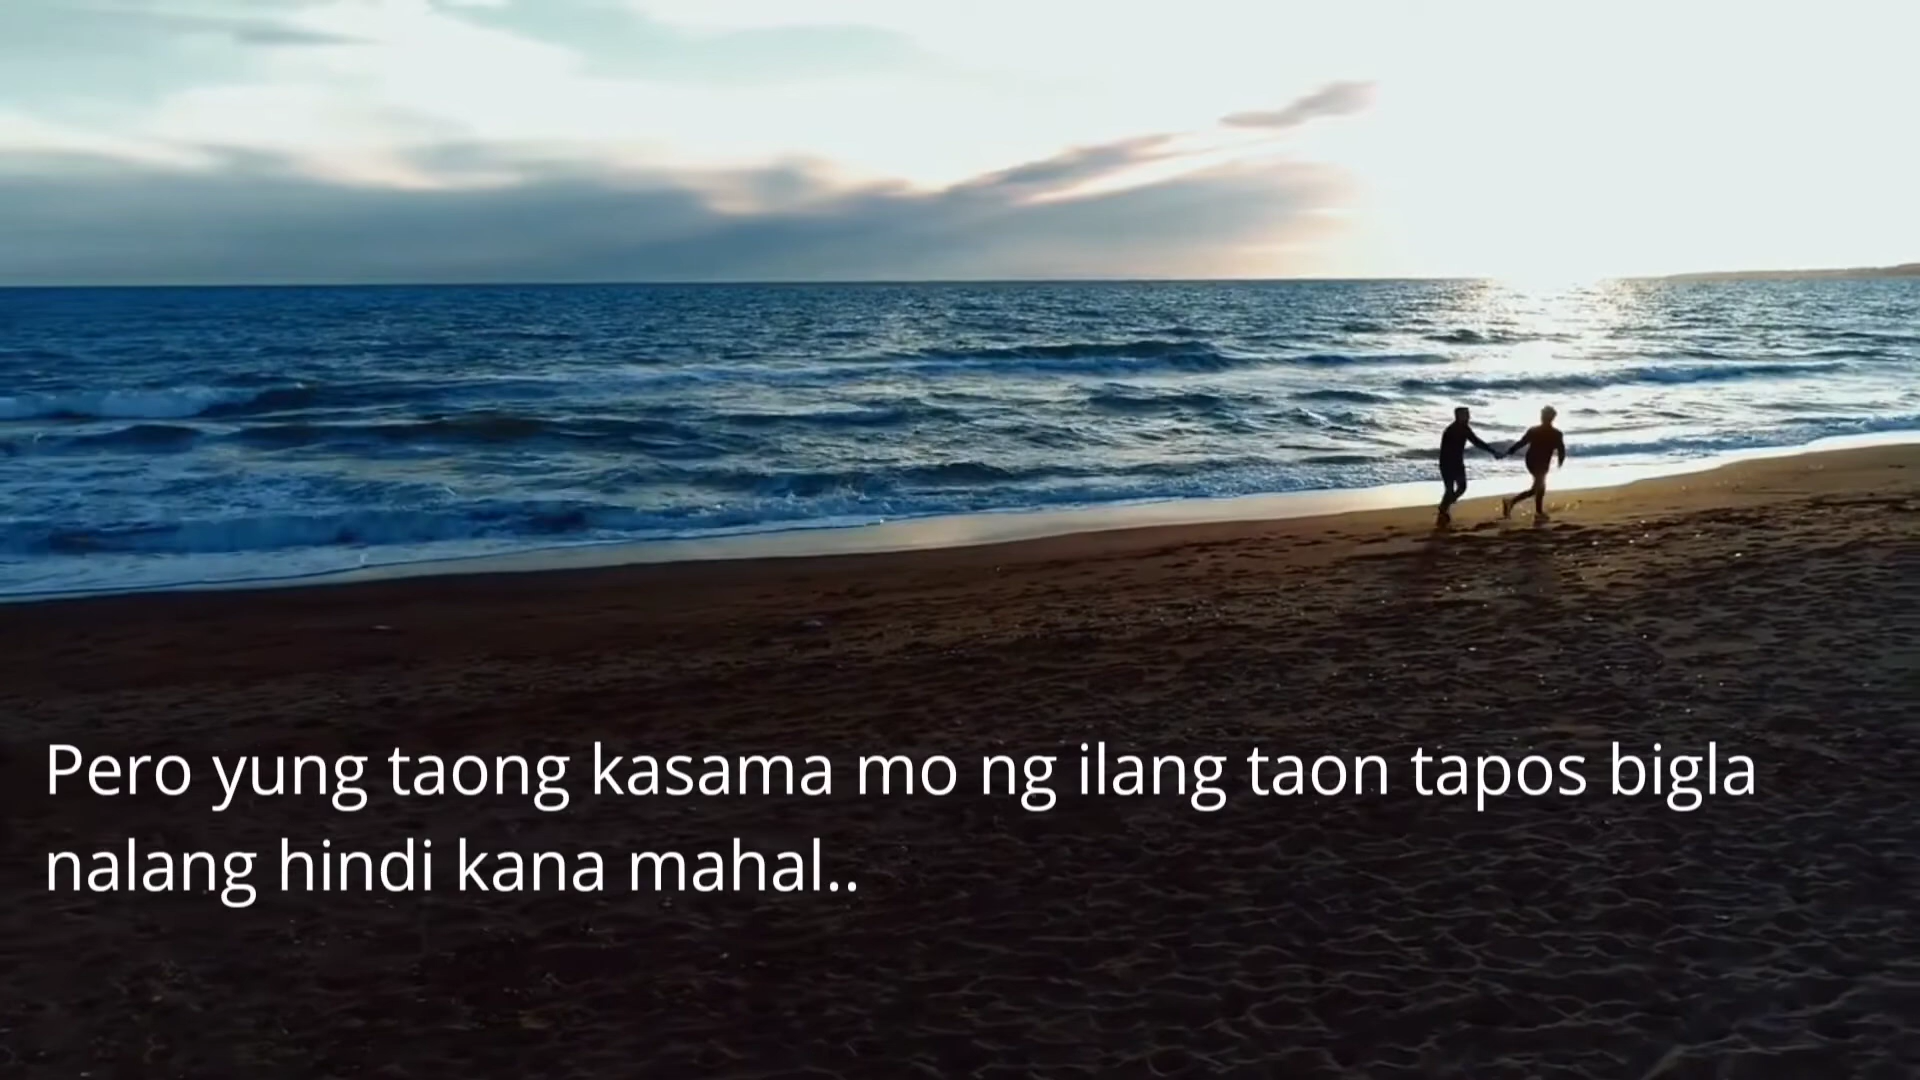 Pero yung taong kasama mo ng ilang taon tapos bigla
nalang hindi kana mahal..